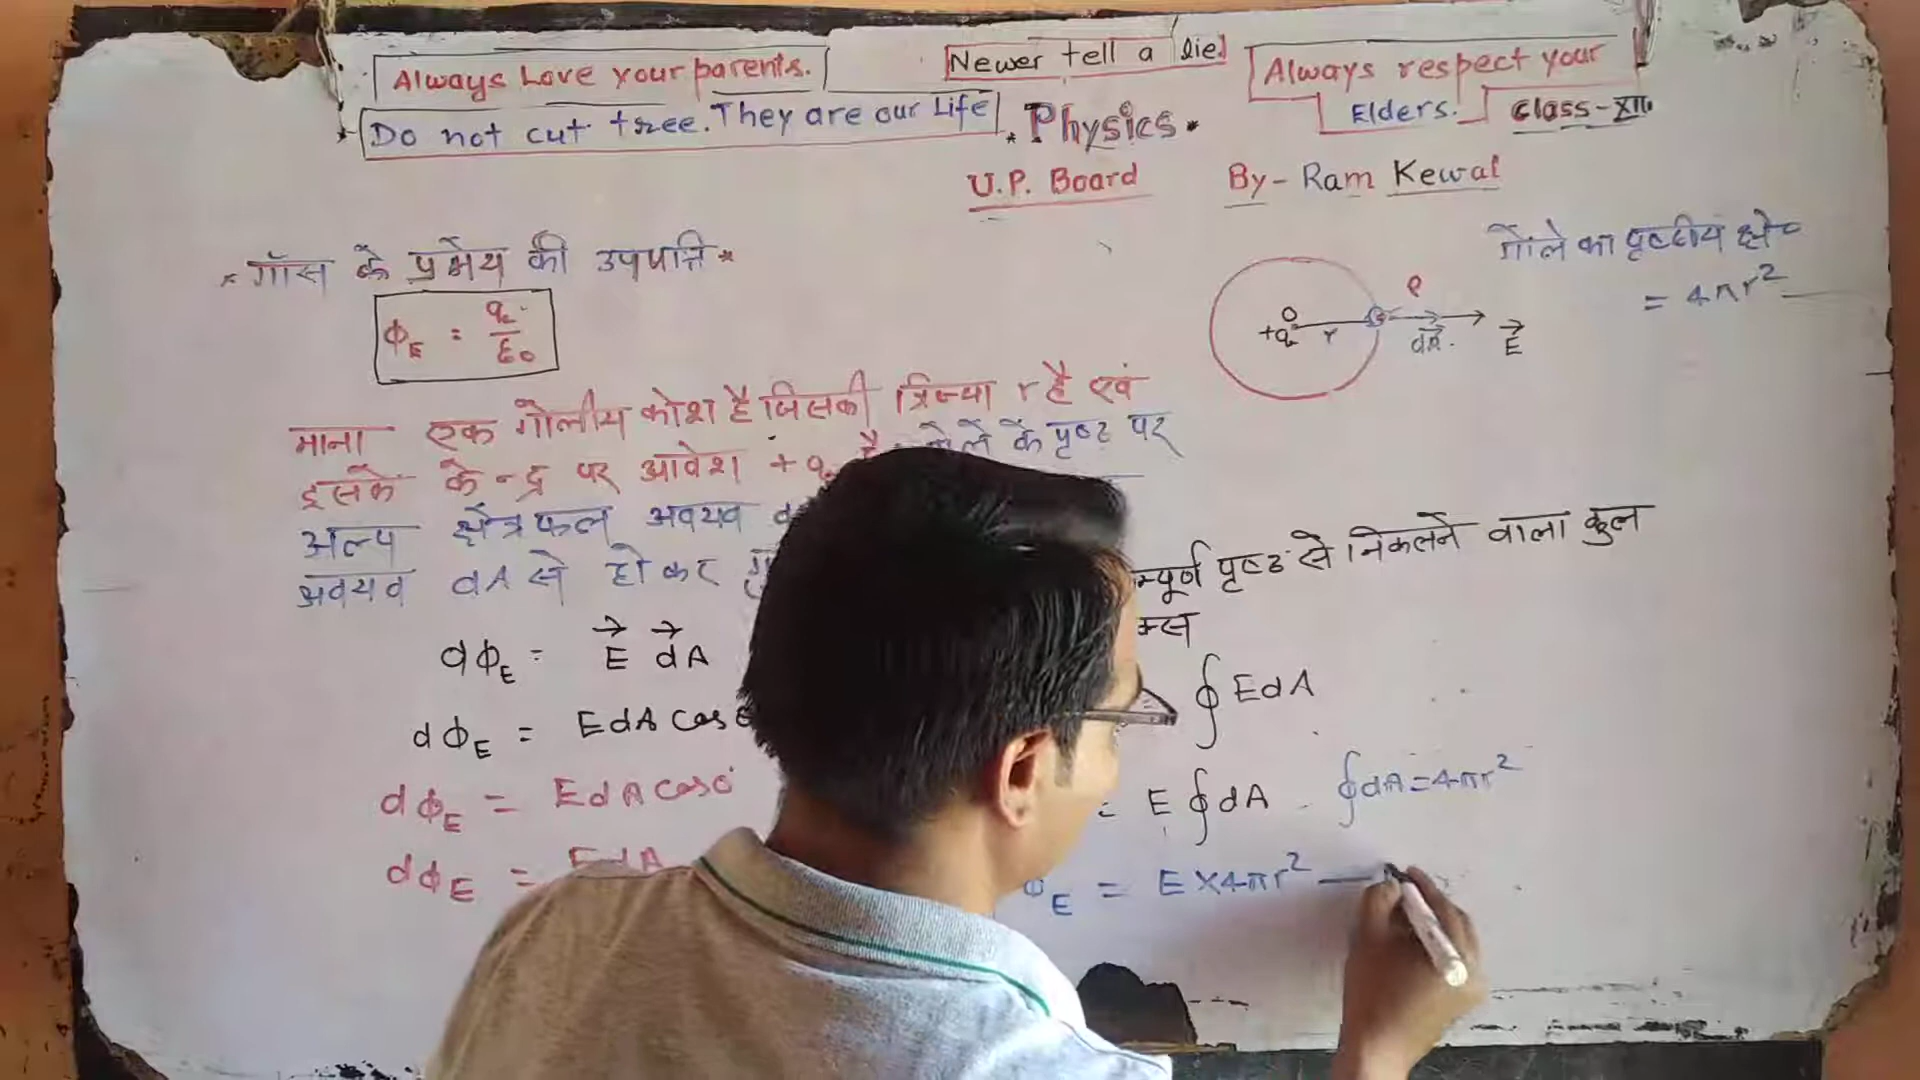 Always Love your parents.
Newer tell a lie.
Always respect your
Elders.
Class-XII
Do not cut tree. They are our Life
Physics
U.P. Board
By- Ram Kewal
* गॉस के प्रमेय की उपपत्ति *
गोले का पृष्ठीय क्षे०
= 4πr²
ϕE = q/ε₀
O
+q
r
P
dA
E
माना एक गोलीय कोश है जिसकी त्रिज्या r है एवं
इसके केन्द्र पर आवेश +q है के पृष्ट पर
अल्प क्षेत्रफल अवयव
अवयव dA से होकर
म्पूर्ण पृष्ठ से निकलने वाला कुल
dϕE = E⃗ dA⃗
dϕE = EdA cos
dϕE = EdA cos0
dϕE = EdA
∮EdA
= E∮dA
∮dA = 4πr²
ϕE = E×4πr² —